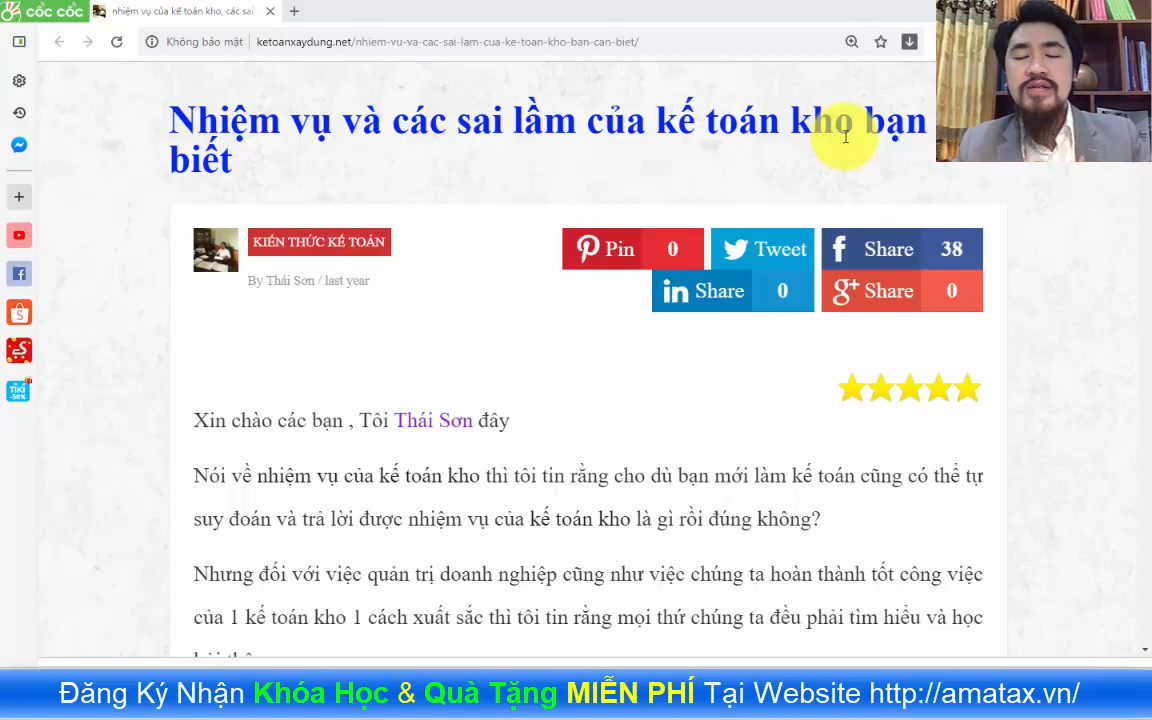 cốc cốc
nhiệm vụ của kế toán kho, các sai
Không bảo mật
ketoanxaydung.net/nhiem-vu-va-cac-sai-lam-cua-ke-toan-kho-ban-can-biet/
Nhiệm vụ và các sai lầm của kế toán kho bạn
biết
KIẾN THỨC KẾ TOÁN
By Thái Sơn / last year
Pin 0
Tweet
Share 38
in Share 0
g+ Share 0
TIKI
-50%
Xin chào các bạn , Tôi Thái Sơn đây
Nói về nhiệm vụ của kế toán kho thì tôi tin rằng cho dù bạn mới làm kế toán cũng có thể tự
suy đoán và trả lời được nhiệm vụ của kế toán kho là gì rồi đúng không?
Nhưng đối với việc quản trị doanh nghiệp cũng như việc chúng ta hoàn thành tốt công việc
của 1 kế toán kho 1 cách xuất sắc thì tôi tin rằng mọi thứ chúng ta đều phải tìm hiểu và học
Đăng Ký Nhận Khóa Học & Quà Tặng MIỄN PHÍ Tại Website http://amatax.vn/